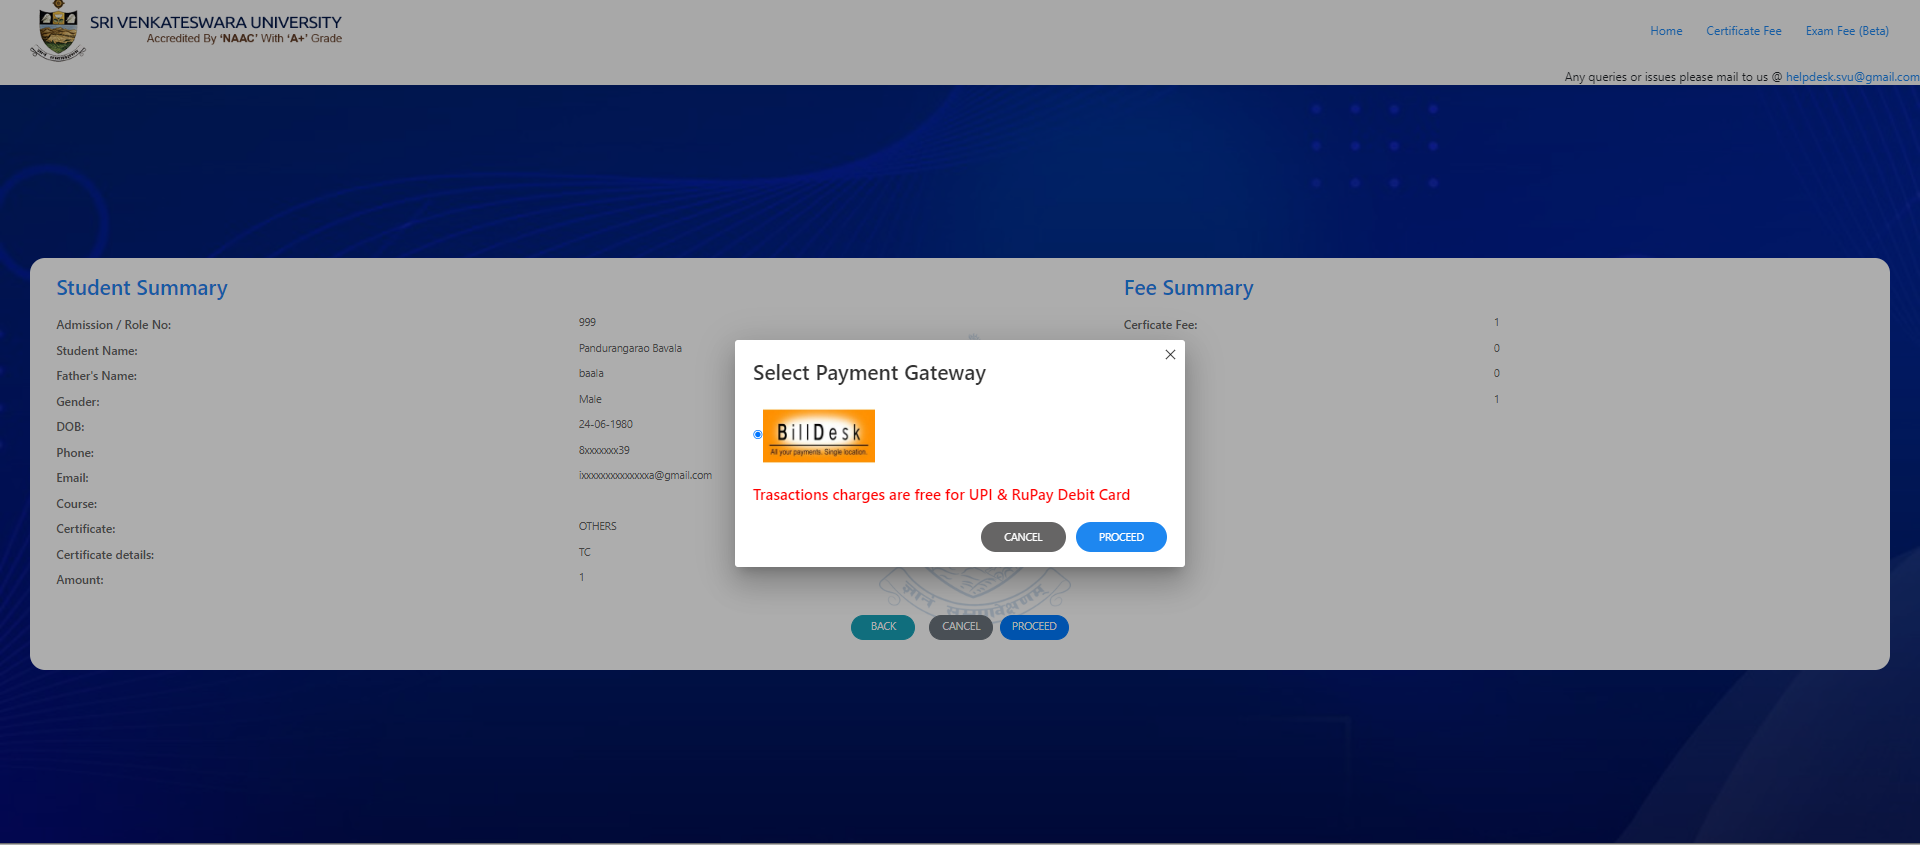 SRI VENKATESWARA UNIVERSITY
Accredited By ‘NAAC’ With ‘A+’ Grade
Home Certificate Fee Exam Fee (Beta)
Any queries or issues please mail to us @ helpdesk.svu@gmail.com
Student Summary
Admission / Role No: 999
Student Name: Pandurangarao Bavala
Father's Name: baala
Gender: Male
DOB: 24-06-1980
Phone: 8xxxxxxx39
Email: ixxxxxxxxxxxxxxa@gmail.com
Course:
Certificate: OTHERS
Certificate details: TC
Amount: 1
Fee Summary
Cerficate Fee: 1
0
0
1
Select Payment Gateway
BillDesk
All your payments. Single location.
Trasactions charges are free for UPI & RuPay Debit Card
CANCEL PROCEED
ज्ञानं सम्यगवेक्षणम्
BACK CANCEL PROCEED